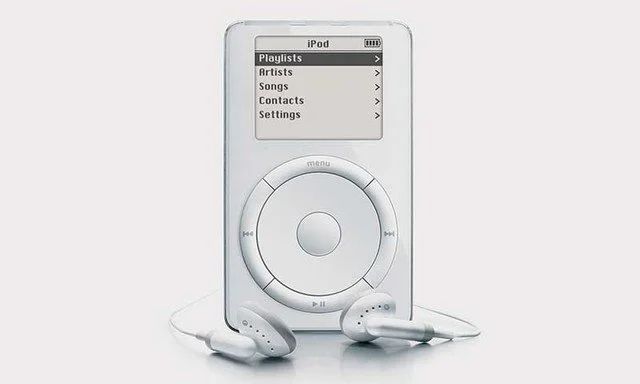 iPod
Playlists >
Artists >
Songs >
Contacts >
Settings >
menu